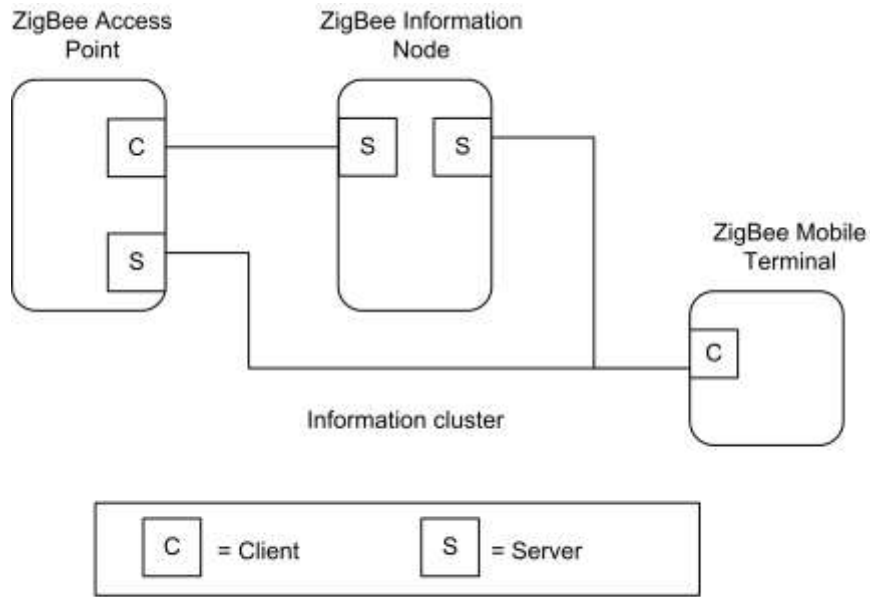 ZigBee Access
Point
ZigBee Information
Node
C
S
S
S
ZigBee Mobile
Terminal
C
Information cluster
C = Client
S = Server